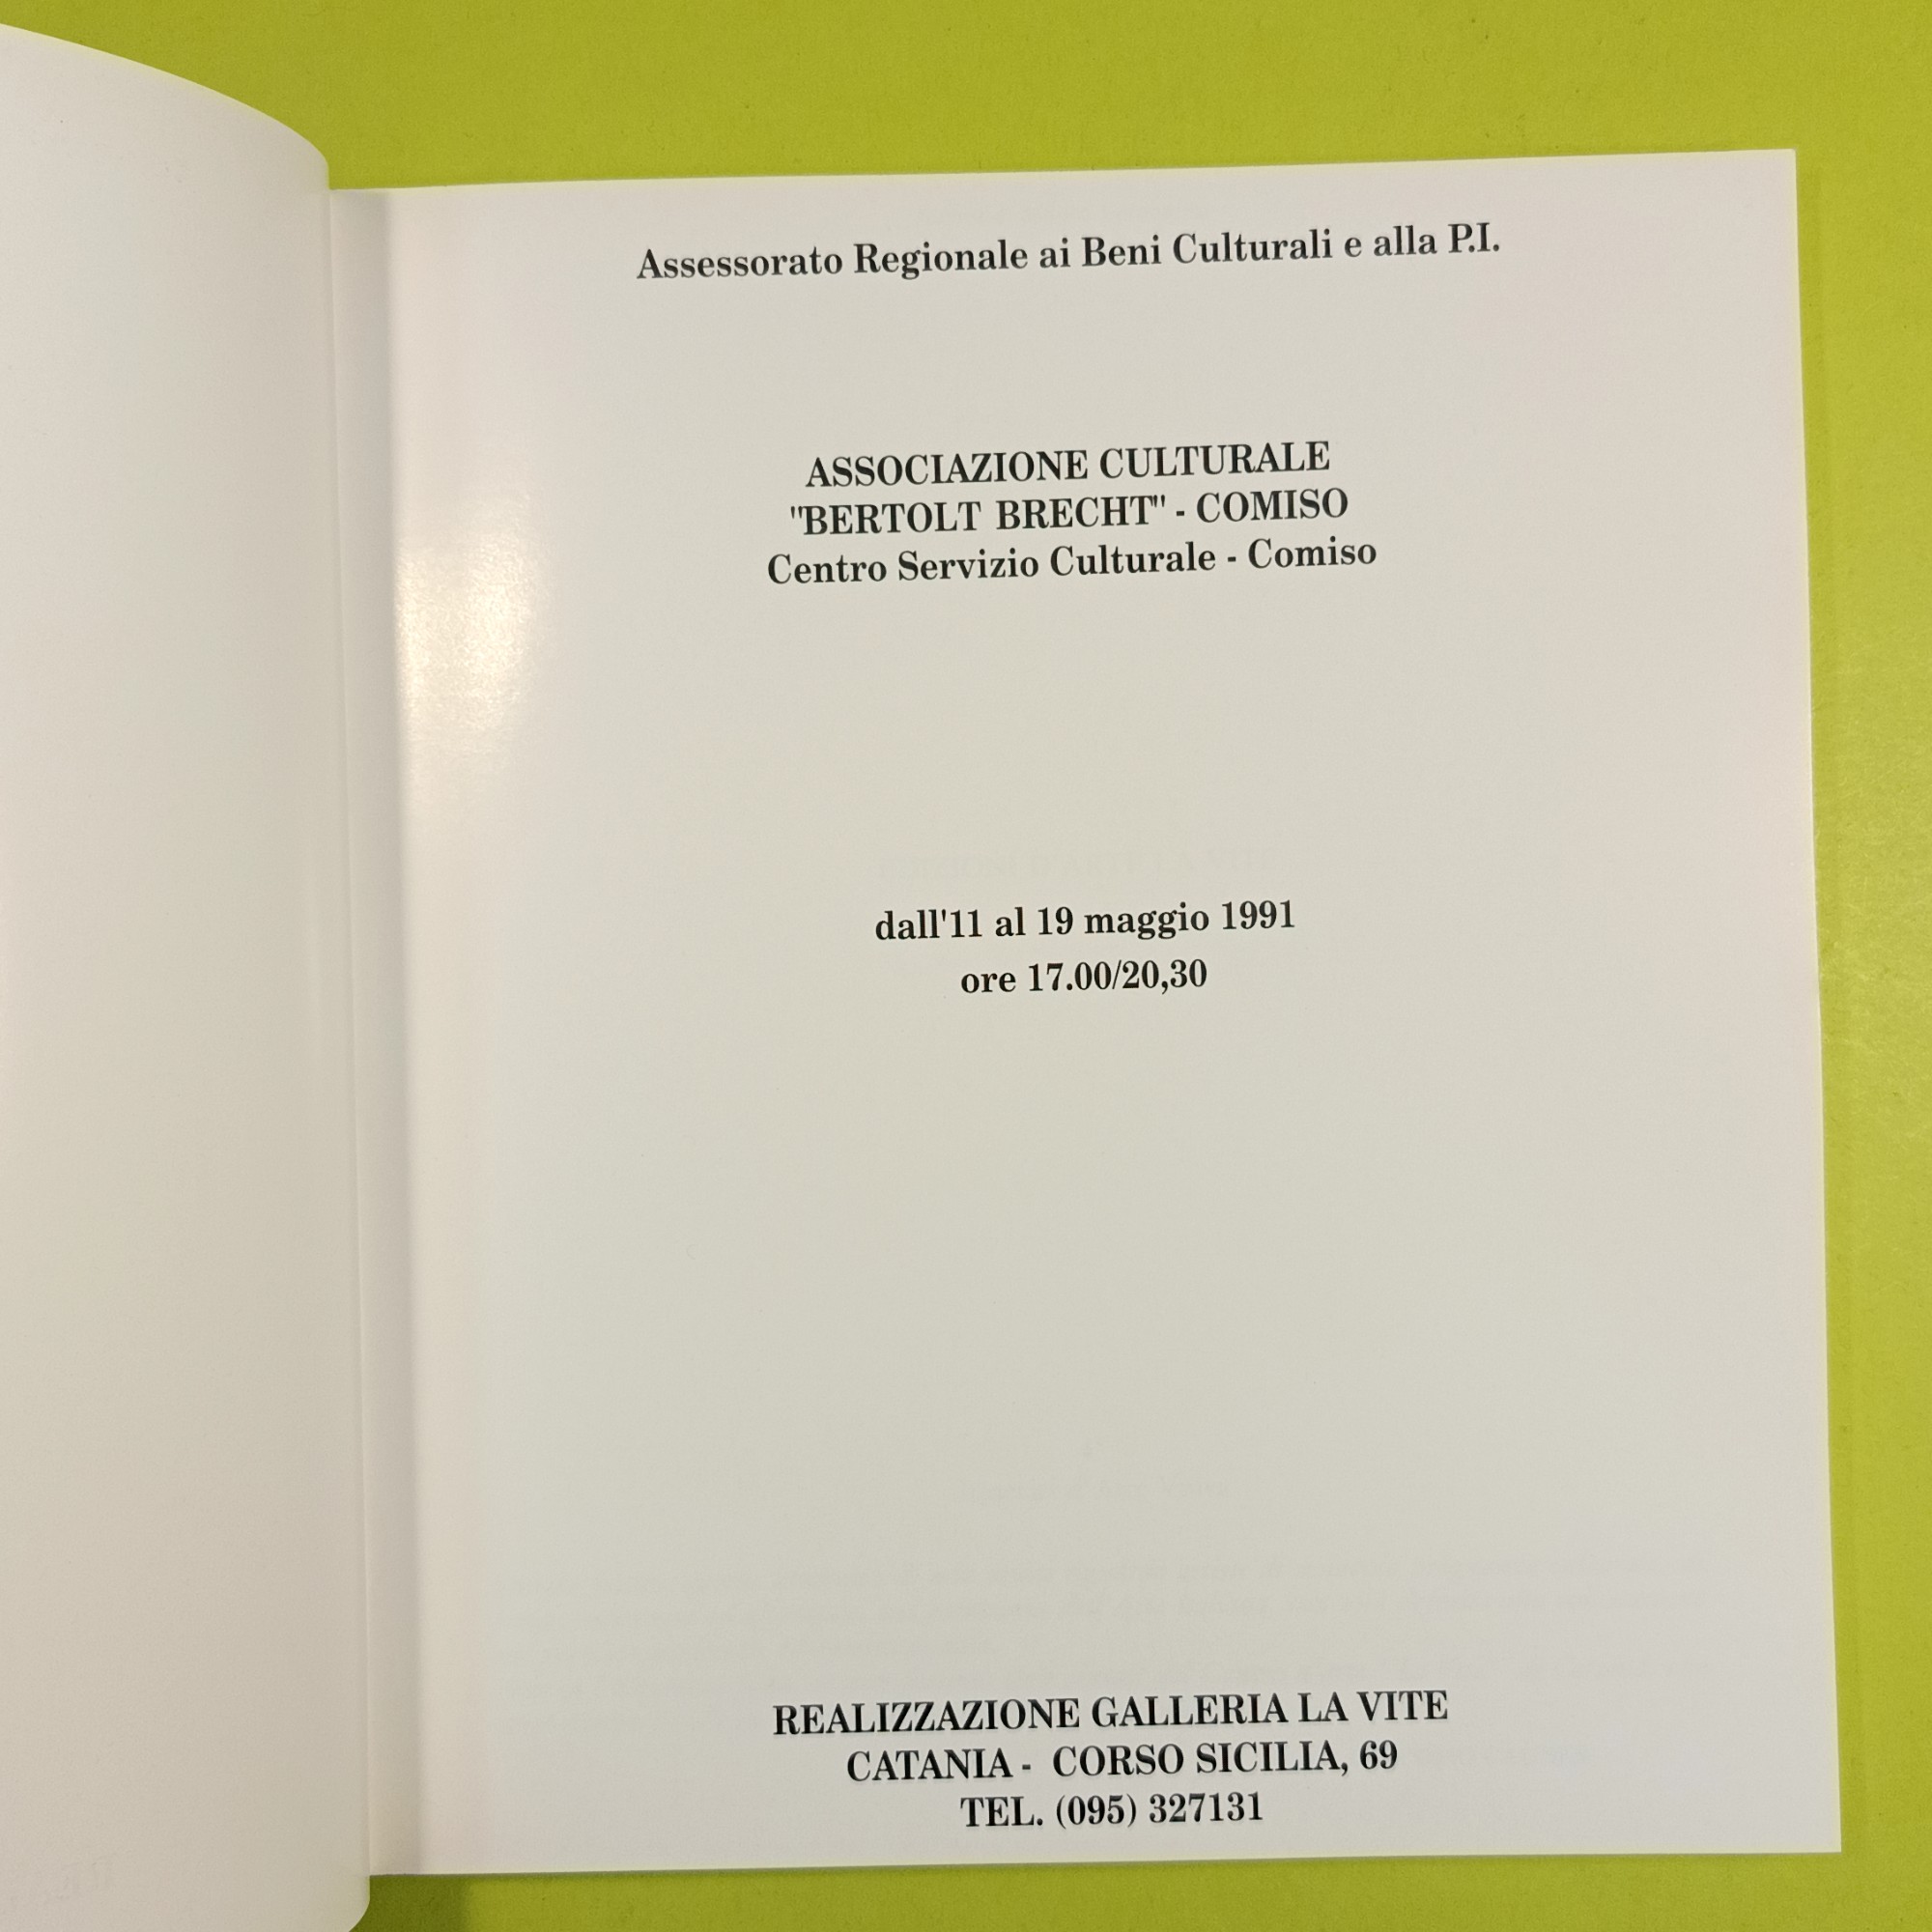 Assessorato Regionale ai Beni Culturali e alla P.I.
ASSOCIAZIONE CULTURALE
"BERTOLT BRECHT" - COMISO
Centro Servizio Culturale - Comiso
dall'11 al 19 maggio 1991
ore 17.00/20,30
REALIZZAZIONE GALLERIA LA VITE
CATANIA - CORSO SICILIA, 69
TEL. (095) 327131